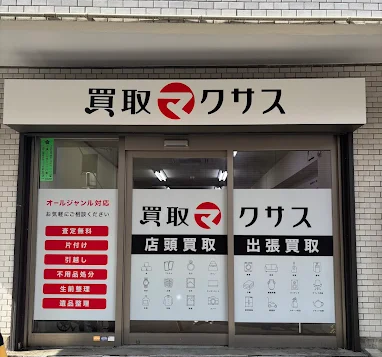 買取マクサス
オールジャンル対応
お気軽にご相談ください
査定無料
片付け
引越し
不用品処分
生前整理
遺品整理
買取マクサス
店頭買取 出張買取